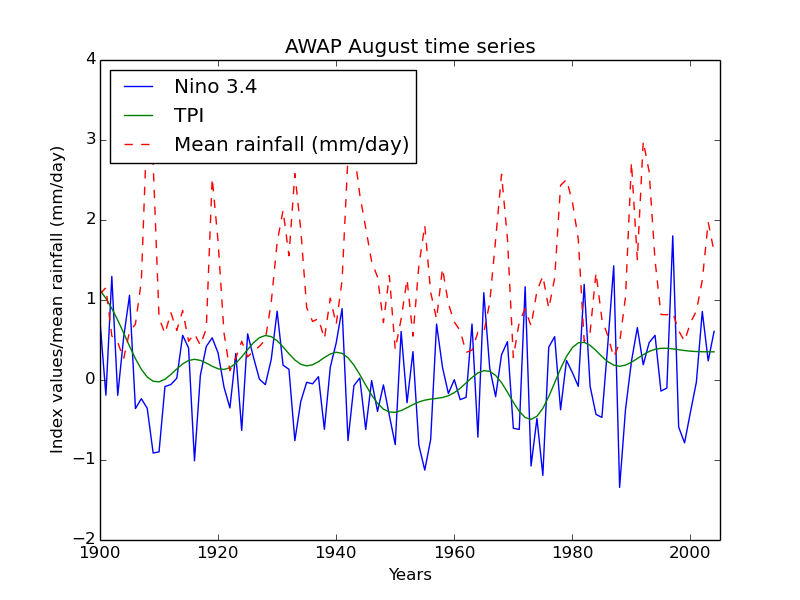 AWAP August time series
Nino 3.4
TPI
Mean rainfall (mm/day)
Index values/mean rainfall (mm/day)
4
3
2
1
0
−1
−2
1900 1920 1940 1960 1980 2000
Years